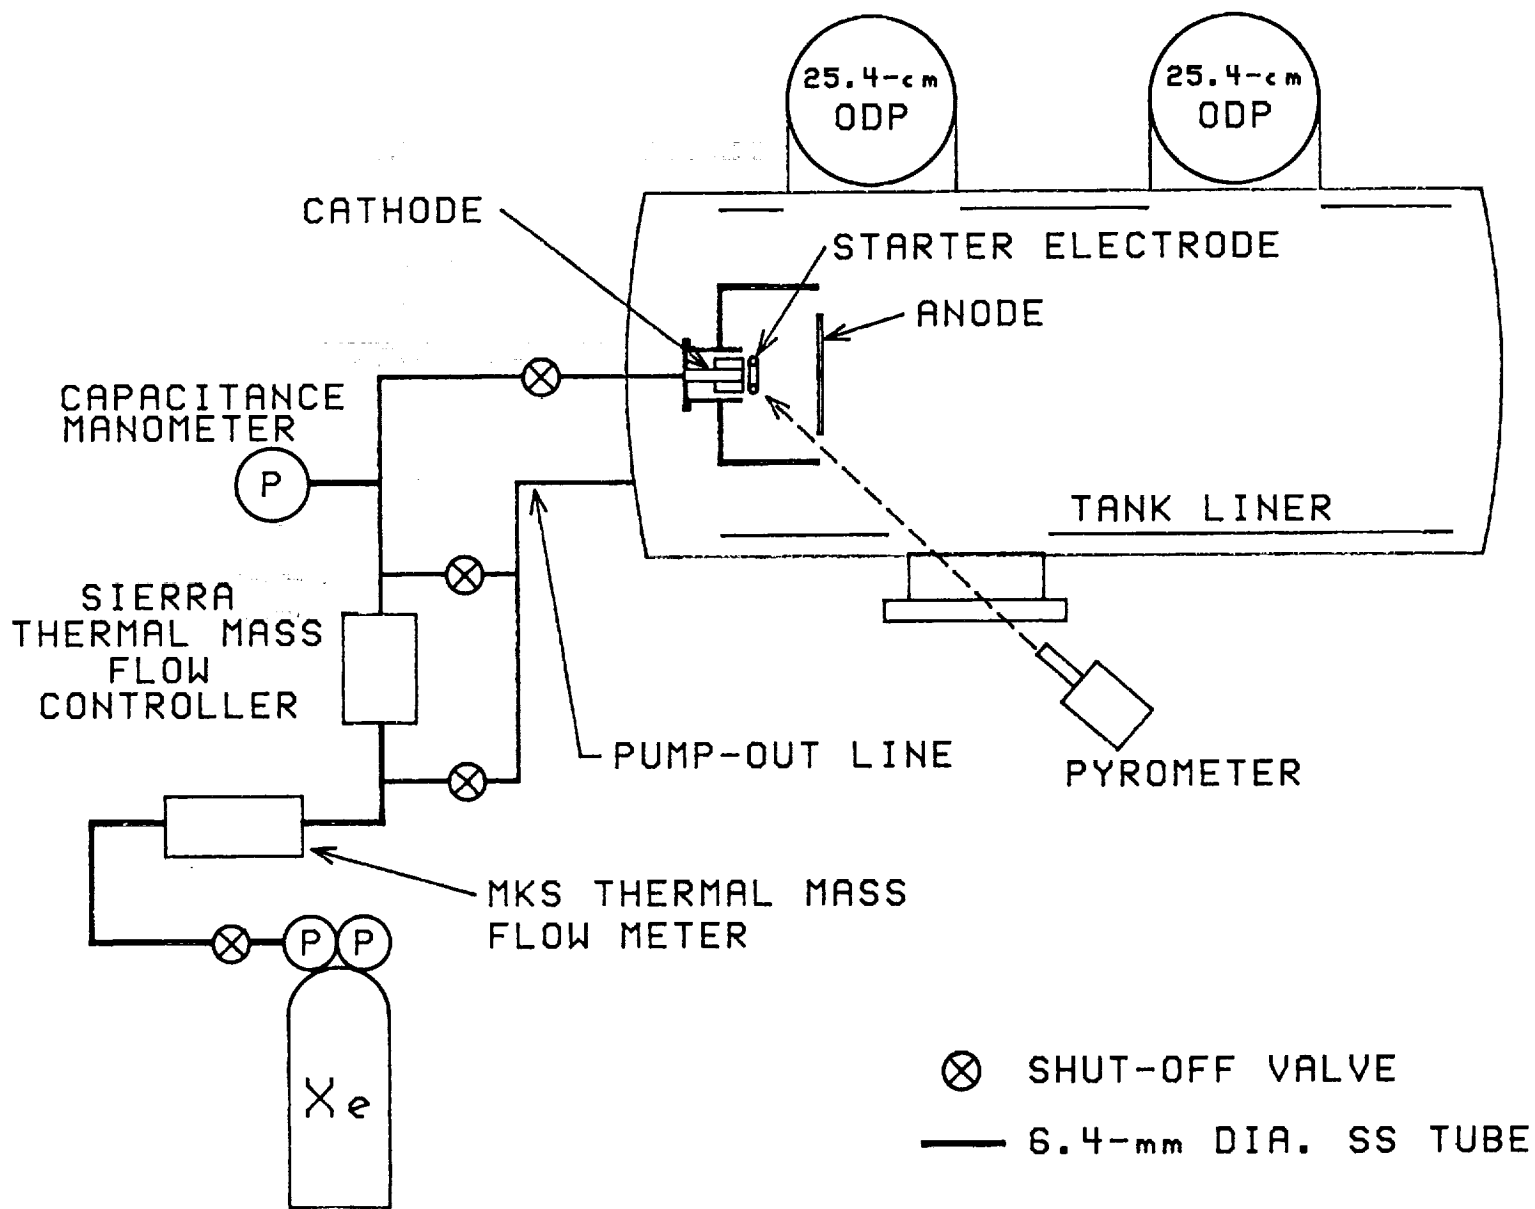 25.4-cm
ODP
25.4-cm
ODP
CATHODE
STARTER ELECTRODE
ANODE
CAPACITANCE
MANOMETER
P
TANK LINER
SIERRA
THERMAL MASS
FLOW
CONTROLLER
PUMP-OUT LINE
PYROMETER
MKS THERMAL MASS
FLOW METER
P P
Xe
SHUT-OFF VALVE
6.4-mm DIA. SS TUBE